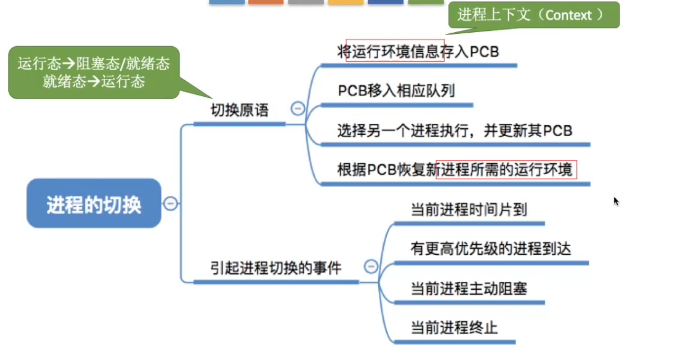 进程上下文（Context ）
运行态→阻塞态/就绪态
就绪态→运行态
将运行环境信息存入PCB
PCB移入相应队列
切换原语
选择另一个进程执行，并更新其PCB
根据PCB恢复新进程所需的运行环境
进程的切换
当前进程时间片到
有更高优先级的进程到达
引起进程切换的事件
当前进程主动阻塞
当前进程终止